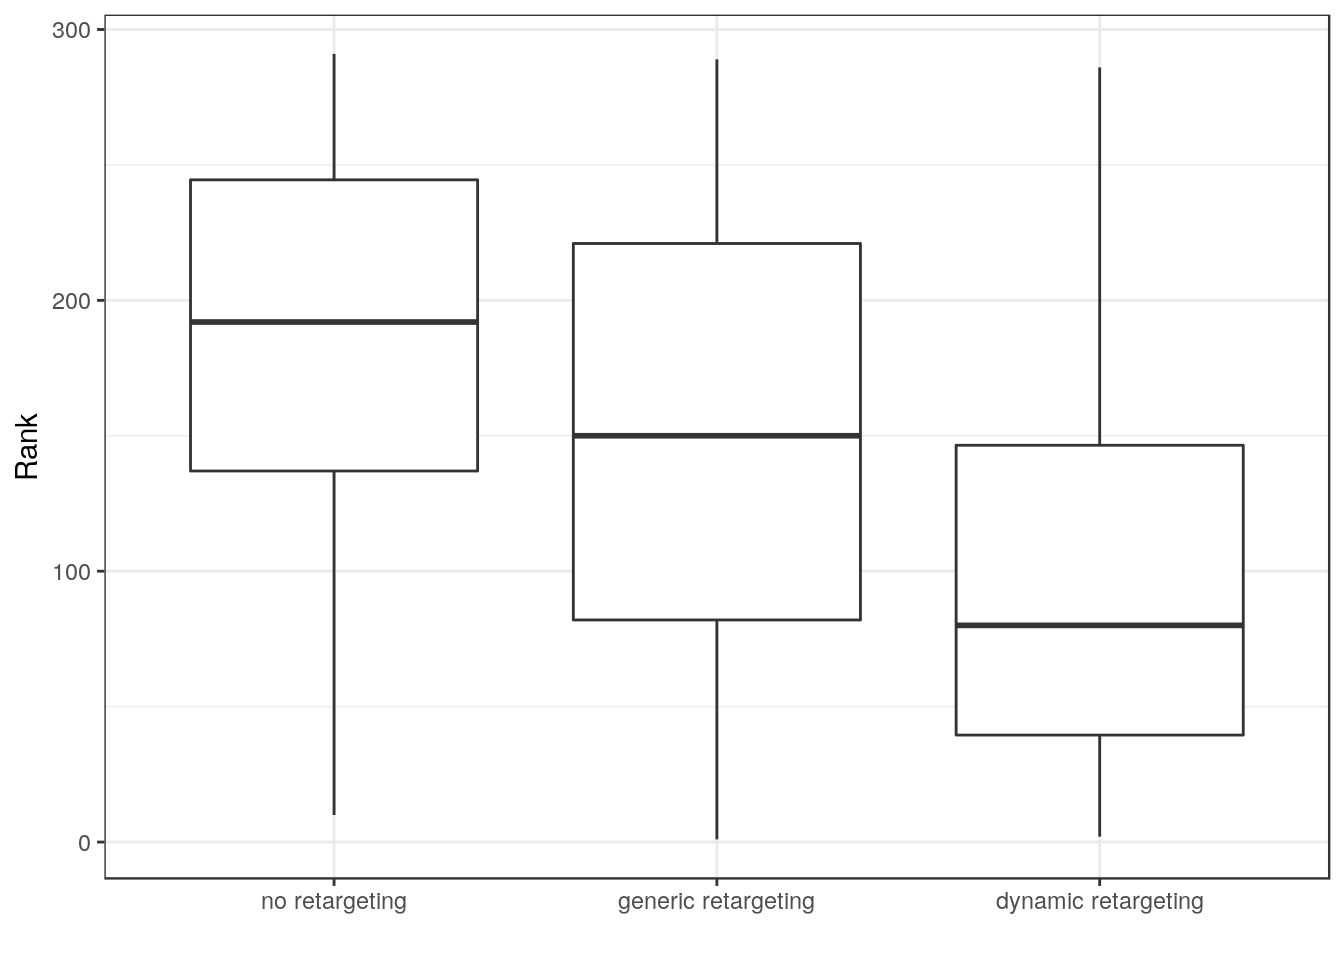 300
200
100
0
Rank
no retargeting
generic retargeting
dynamic retargeting